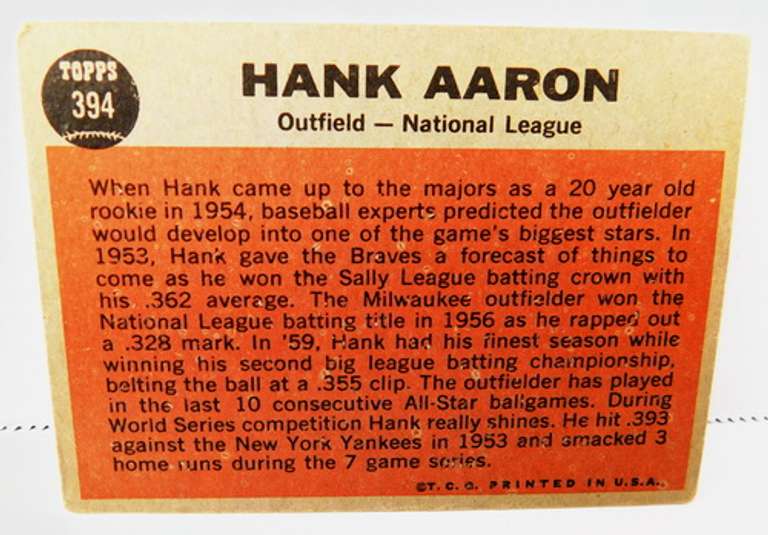 TOPPS
394
HANK AARON
Outfield — National League
When Hank came up to the majors as a 20 year old
rookie in 1954, baseball experts predicted the outfielder
would develop into one of the game's biggest stars. In
1953, Hank gave the Braves a forecast of things to
come as he won the Sally League batting crown with
his .362 average. The Milwaukee outfielder won the
National League batting title in 1956 as he rapped out
a .328 mark. In '59, Hank had his finest season while
winning his second big league batting championship,
belting the ball at a .355 clip. The outfielder has played
in the last 10 consecutive All-Star ballgames. During
World Series competition Hank really shines. He hit .393
against the New York Yankees in 1953 and smacked 3
home runs during the 7 game series.
©T. C. G. PRINTED IN U.S.A.